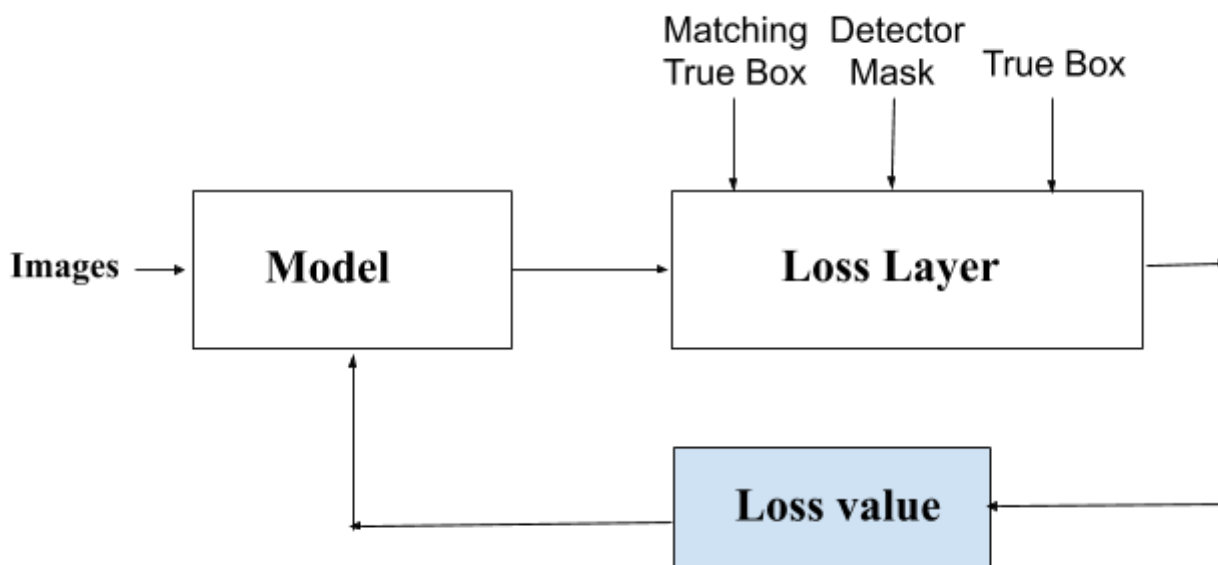 Matching
True Box
Detector
Mask
True Box
Images
Model
Loss Layer
Loss value